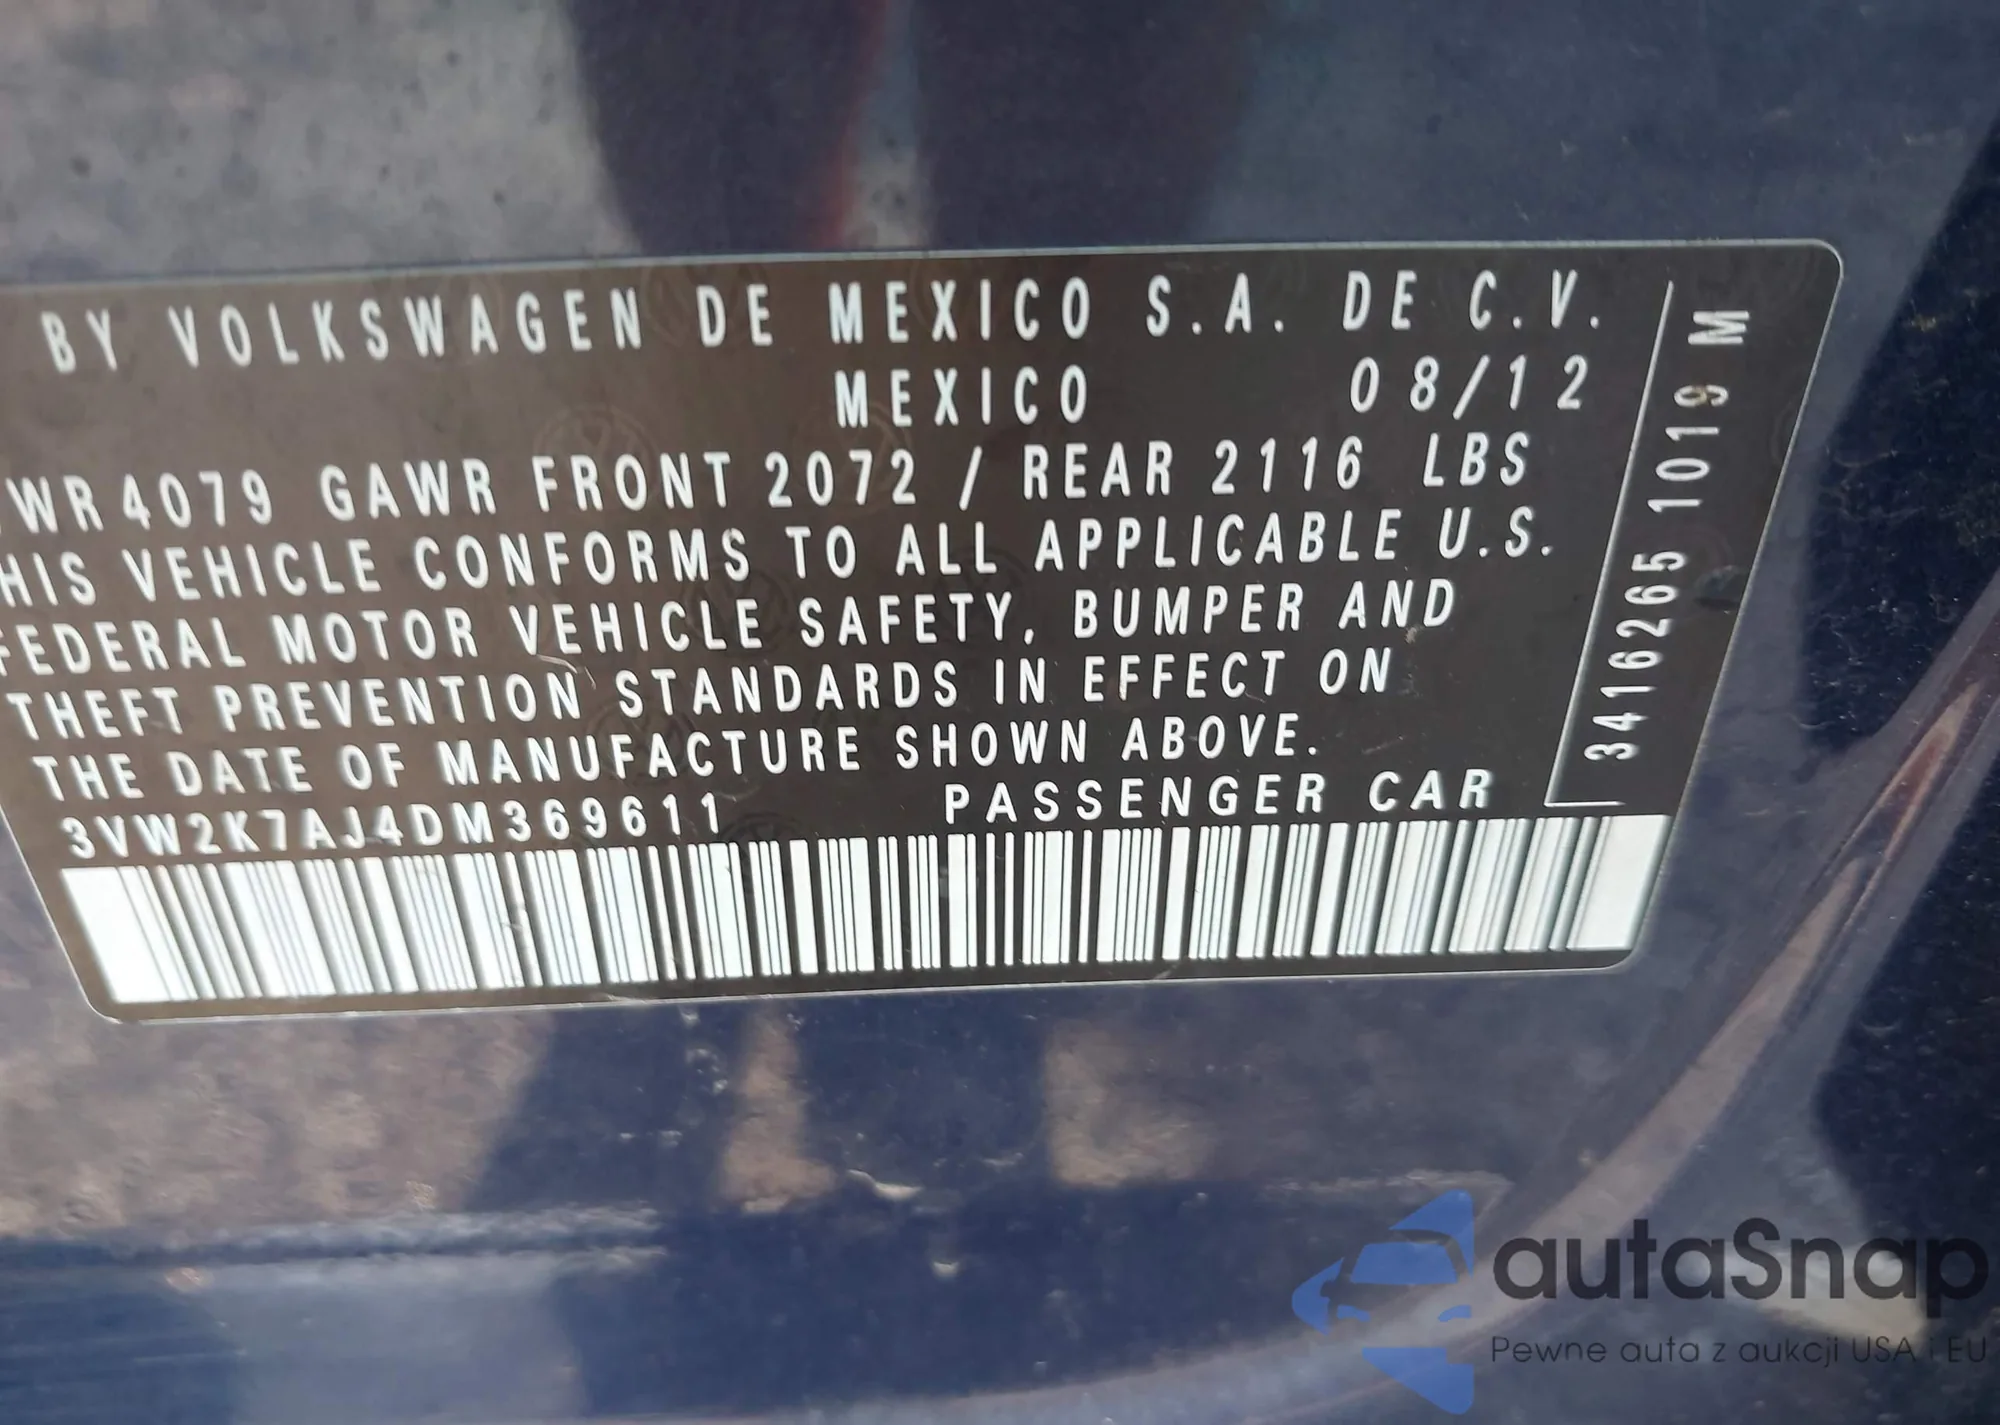 BY VOLKSWAGEN DE MEXICO S.A. DE C.V.
MEXICO 08/12
WR 4079 GAWR FRONT 2072 / REAR 2116 LBS
HIS VEHICLE CONFORMS TO ALL APPLICABLE U.S.
FEDERAL MOTOR VEHICLE SAFETY, BUMPER AND
THEFT PREVENTION STANDARDS IN EFFECT ON
THE DATE OF MANUFACTURE SHOWN ABOVE.
3VW2K7AJ4DM369611 PASSENGER CAR
3416265 1019 M
autaSnap
Pewne auta z aukcji USA i EU